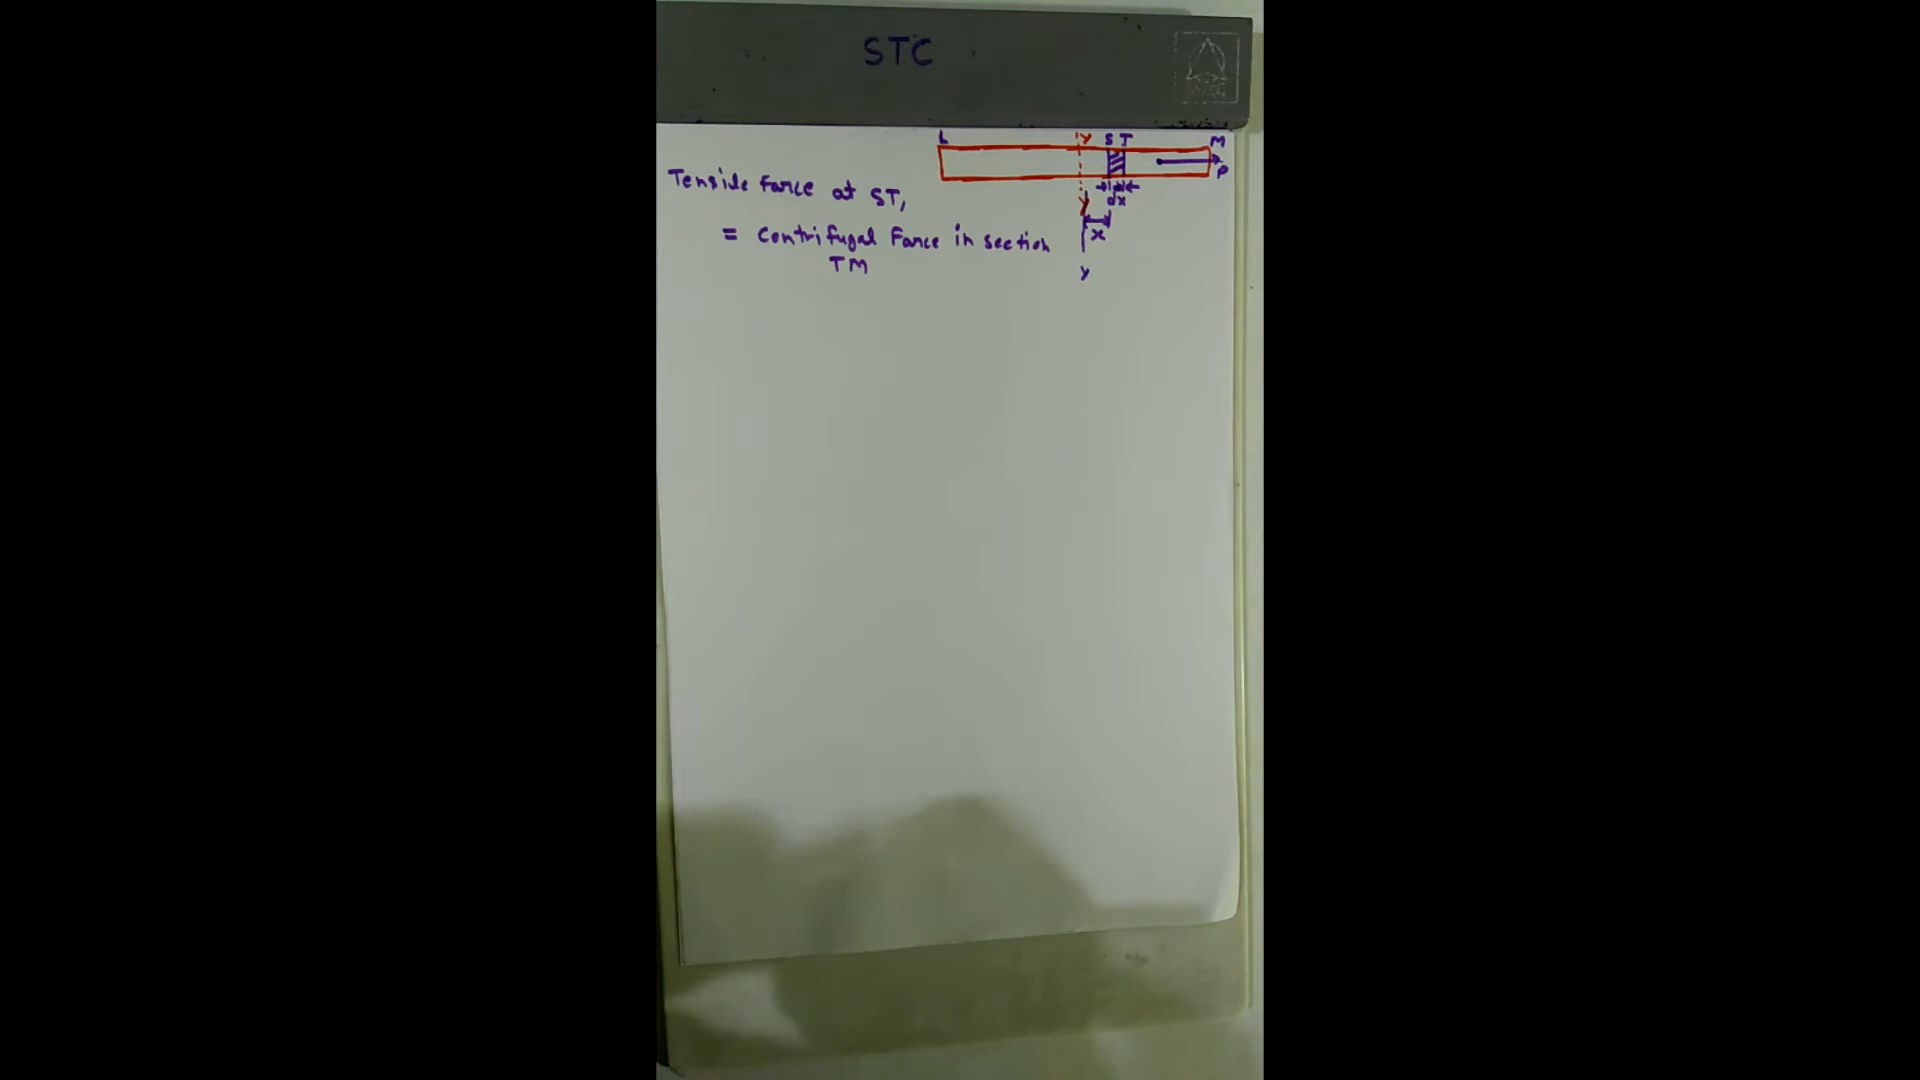 STC
L Y S T M
P
Tensile Force at ST,
Y dx
= Centrifugal Force in section
x
TM
Y